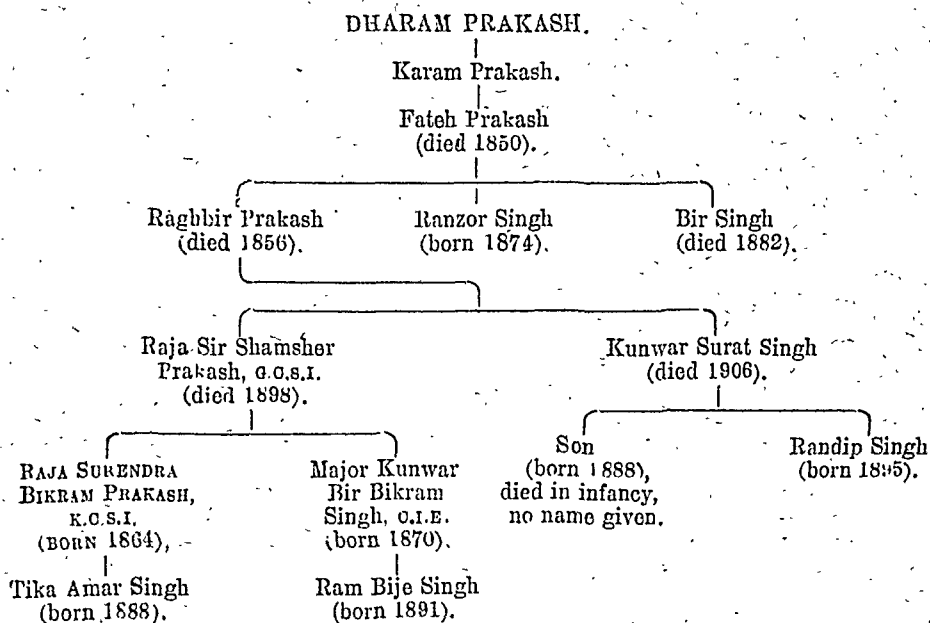 DHARAM PRAKASH.
Karam Prakash.
Fateh Prakash
(died 1850).
Raghbir Prakash
(died 1856).
Ranzor Singh
(born 1874).
Bir Singh
(died 1882).
Raja Sir Shamsher
Prakash, G.C.S.I.
(died 1898).
Kunwar Surat Singh
(died 1906).
RAJA SURENDRA
BIKRAM PRAKASH,
K.C.S.I.
(BORN 1864),
Major Kunwar
Bir Bikram
Singh, C.I.E.
(born 1870).
Son
(born 1888),
died in infancy,
no name given.
Randip Singh
(born 1895).
Tika Amar Singh
(born 1888).
Ram Bije Singh
(born 1891).